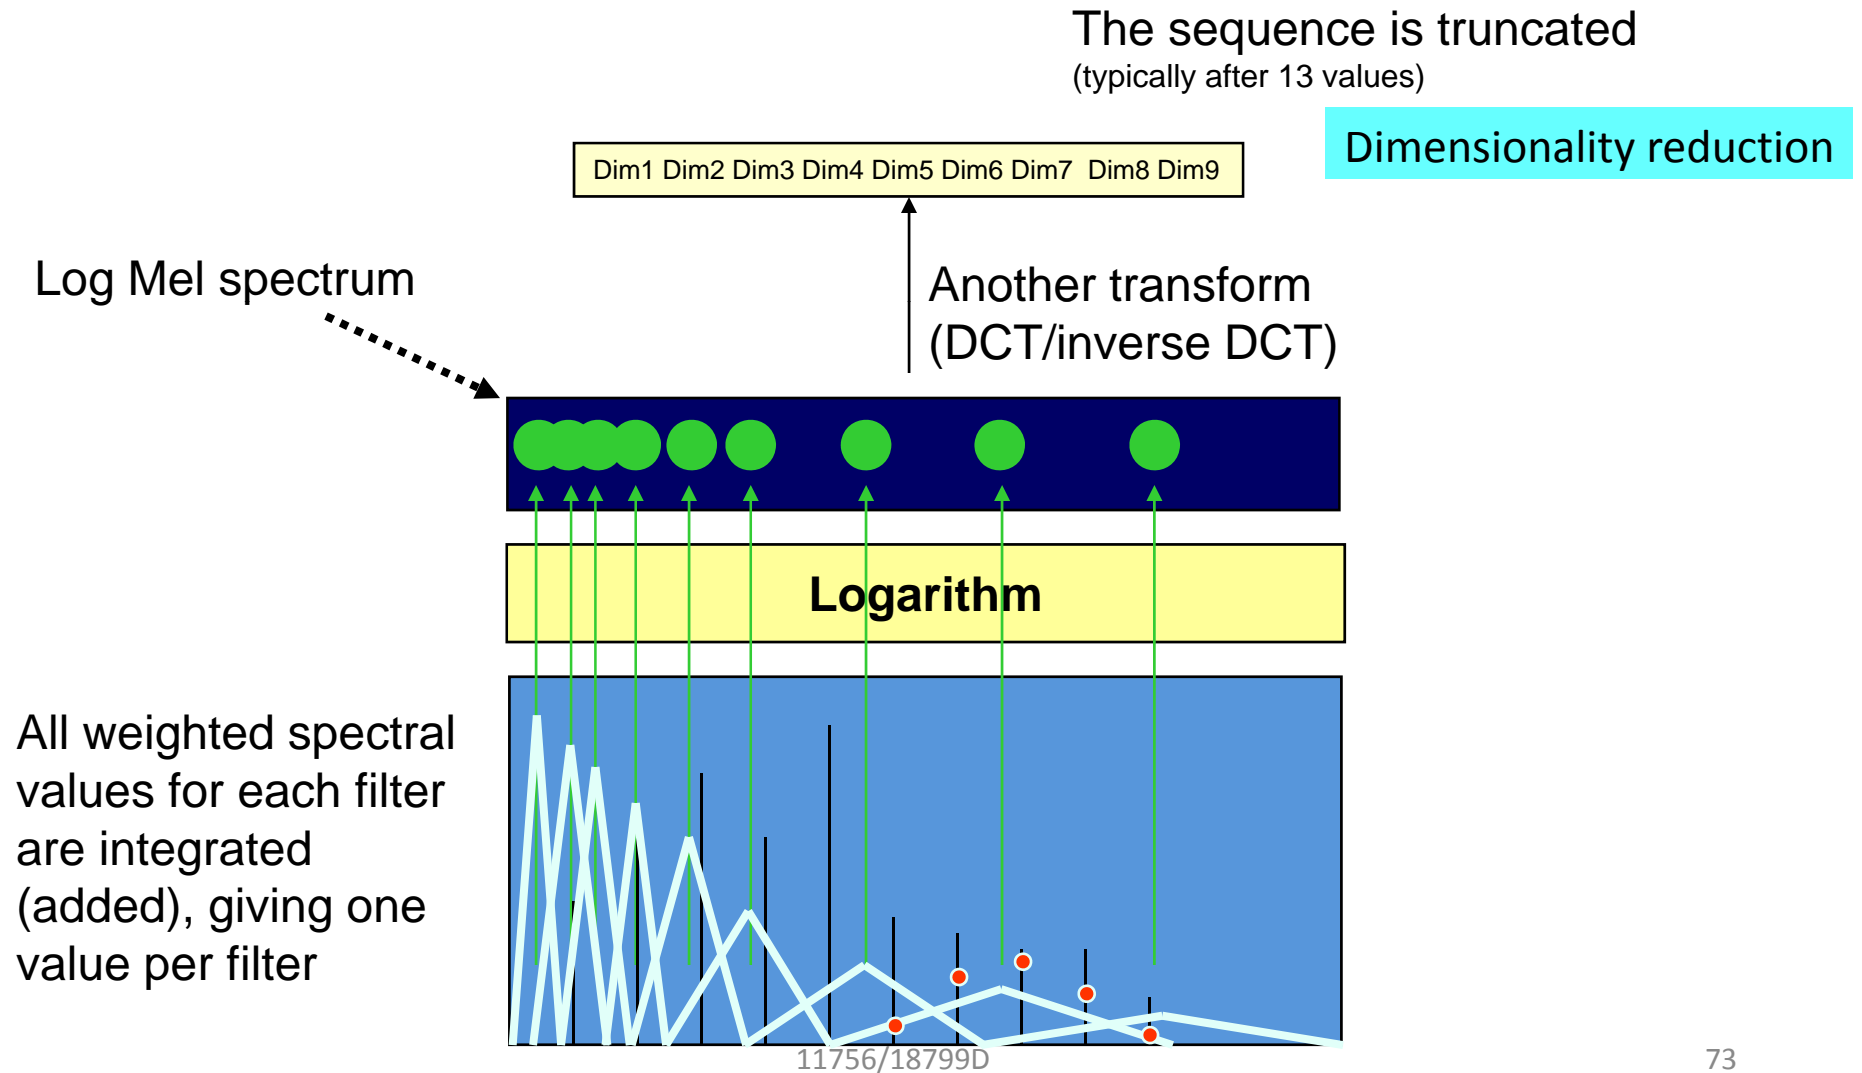 The sequence is truncated
(typically after 13 values)
Dimensionality reduction
Dim1 Dim2 Dim3 Dim4 Dim5 Dim6 Dim7 Dim8 Dim9
Log Mel spectrum
Another transform
(DCT/inverse DCT)
Logarithm
All weighted spectral
values for each filter
are integrated
(added), giving one
value per filter
11756/18799D
73